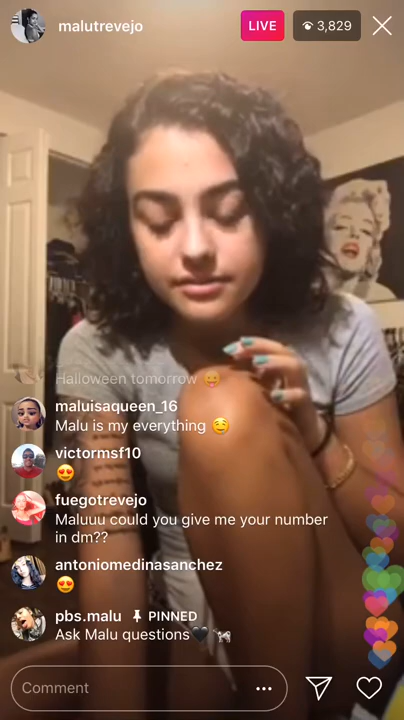 malutrevejo
LIVE
3,829
Halloween tomorrow 😛
maluisaqueen_16
Malu is my everything 🤤
victormsf10
😍
fuegotrevejo
Maluuu could you give me your number
in dm??
antoniomedinasanchez
😍
pbs.malu 📌 PINNED
Ask Malu questions🖤
Comment